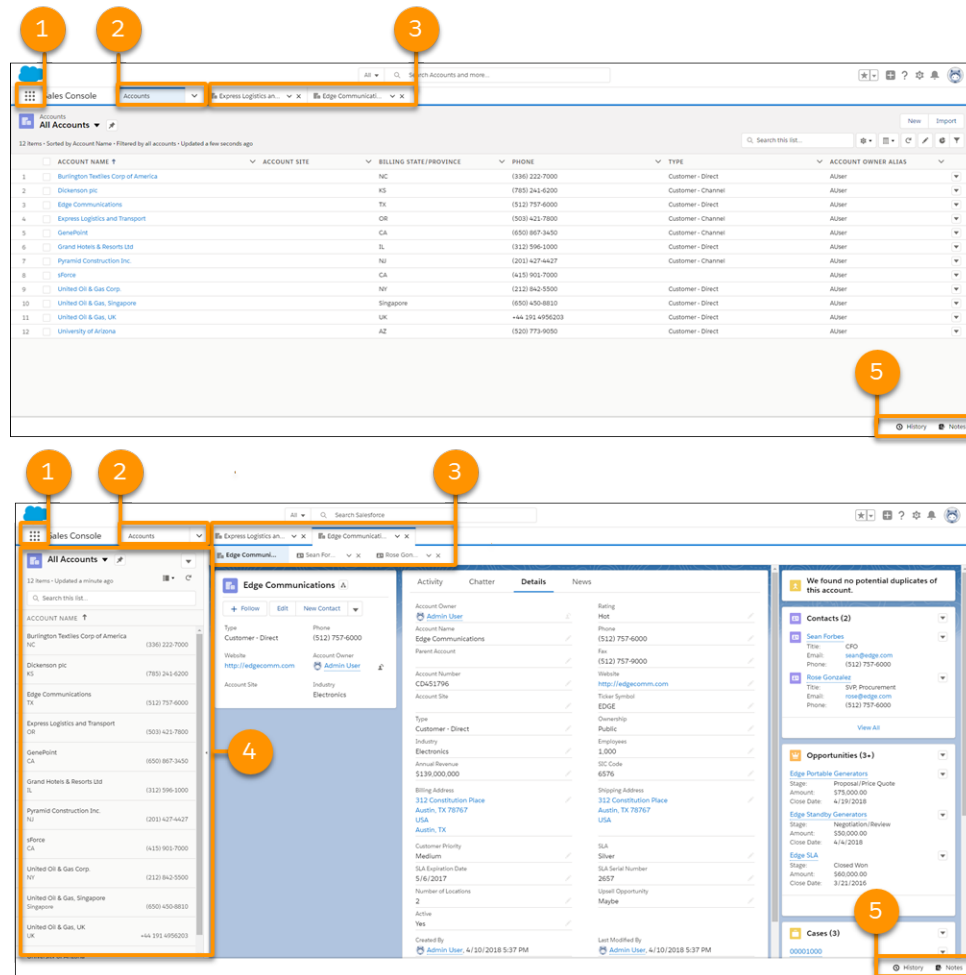 1 2 3
All Search Accounts and more...
Sales Console Accounts Express Logistics an... Edge Communicati...
Accounts
All Accounts
New Import
12 items • Sorted by Account Name • Filtered by all accounts • Updated a few seconds ago Search this list...
ACCOUNT NAME ↑ ACCOUNT SITE BILLING STATE/PROVINCE PHONE TYPE ACCOUNT OWNER ALIAS
1 Burlington Textiles Corp of America NC (336) 222-7000 Customer - Direct AUser
2 Dickenson plc KS (785) 241-6200 Customer - Channel AUser
3 Edge Communications TX (512) 757-6000 Customer - Direct AUser
4 Express Logistics and Transport OR (503) 421-7800 Customer - Channel AUser
5 GenePoint CA (650) 867-3450 Customer - Channel AUser
6 Grand Hotels & Resorts Ltd IL (312) 596-1000 Customer - Direct AUser
7 Pyramid Construction Inc. NJ (201) 427-4427 Customer - Channel AUser
8 sForce CA (415) 901-7000 AUser
9 United Oil & Gas Corp. NY (212) 842-5500 Customer - Direct AUser
10 United Oil & Gas, Singapore Singapore (650) 450-8810 Customer - Direct AUser
11 United Oil & Gas, UK UK +44 191 4956203 Customer - Direct AUser
12 University of Arizona AZ (520) 773-9050 Customer - Direct AUser
5
History Notes
1 2 3
All Search Salesforce
Sales Console Accounts Express Logistics an... Edge Communicati...
Edge Communi... Sean For... Rose Gon...
All Accounts
12 items • Updated a minute ago
Search this list...
ACCOUNT NAME ↑
Burlington Textiles Corp of America
NC (336) 222-7000
Dickenson plc
KS (785) 241-6200
Edge Communications
TX (512) 757-6000
Express Logistics and Transport
OR (503) 421-7800
GenePoint
CA (650) 867-3450
Grand Hotels & Resorts Ltd
IL (312) 596-1000
Pyramid Construction Inc.
NJ (201) 427-4427
sForce
CA (415) 901-7000
United Oil & Gas Corp.
NY (212) 842-5500
United Oil & Gas, Singapore
Singapore (650) 450-8810
United Oil & Gas, UK
UK +44 191 4956203
4
Edge Communications
+ Follow Edit New Contact
Type Phone
Customer - Direct (512) 757-6000
Website Account Owner
http://edgecomm.com Admin User
Account Site Industry
Electronics
Activity Chatter Details News
Account Owner Rating
Admin User Hot
Account Name Phone
Edge Communications (512) 757-6000
Parent Account Fax
(512) 757-9000
Account Number Website
CD451796 http://edgecomm.com
Account Site Ticker Symbol
EDGE
Type Ownership
Customer - Direct Public
Industry Employees
Electronics 1,000
Annual Revenue SIC Code
$139,000,000 6576
Billing Address Shipping Address
312 Constitution Place 312 Constitution Place
Austin, TX 78767 Austin, TX 78767
USA USA
Austin, TX
Customer Priority SLA
Medium Silver
SLA Expiration Date SLA Serial Number
5/6/2017 2657
Number of Locations Upsell Opportunity
2 Maybe
Active
Yes
Created By Last Modified By
Admin User, 4/10/2018 5:37 PM Admin User, 4/10/2018 5:37 PM
We found no potential duplicates of
this account.
Contacts (2)
Sean Forbes
Title: CFO
Email: sean@edge.com
Phone: (512) 757-6000
Rose Gonzalez
Title: SVP, Procurement
Email: rose@edge.com
Phone: (512) 757-6000
View All
Opportunities (3+)
Edge Portable Generators
Stage: Proposal/Price Quote
Amount: $75,000.00
Close Date: 4/19/2018
Edge Standby Generators
Stage: Negotiation/Review
Amount: $50,000.00
Close Date: 4/4/2018
Edge SLA
Stage: Closed Won
Amount: $60,000.00
Close Date: 3/21/2016
5
Cases (3)
00001000
History Notes